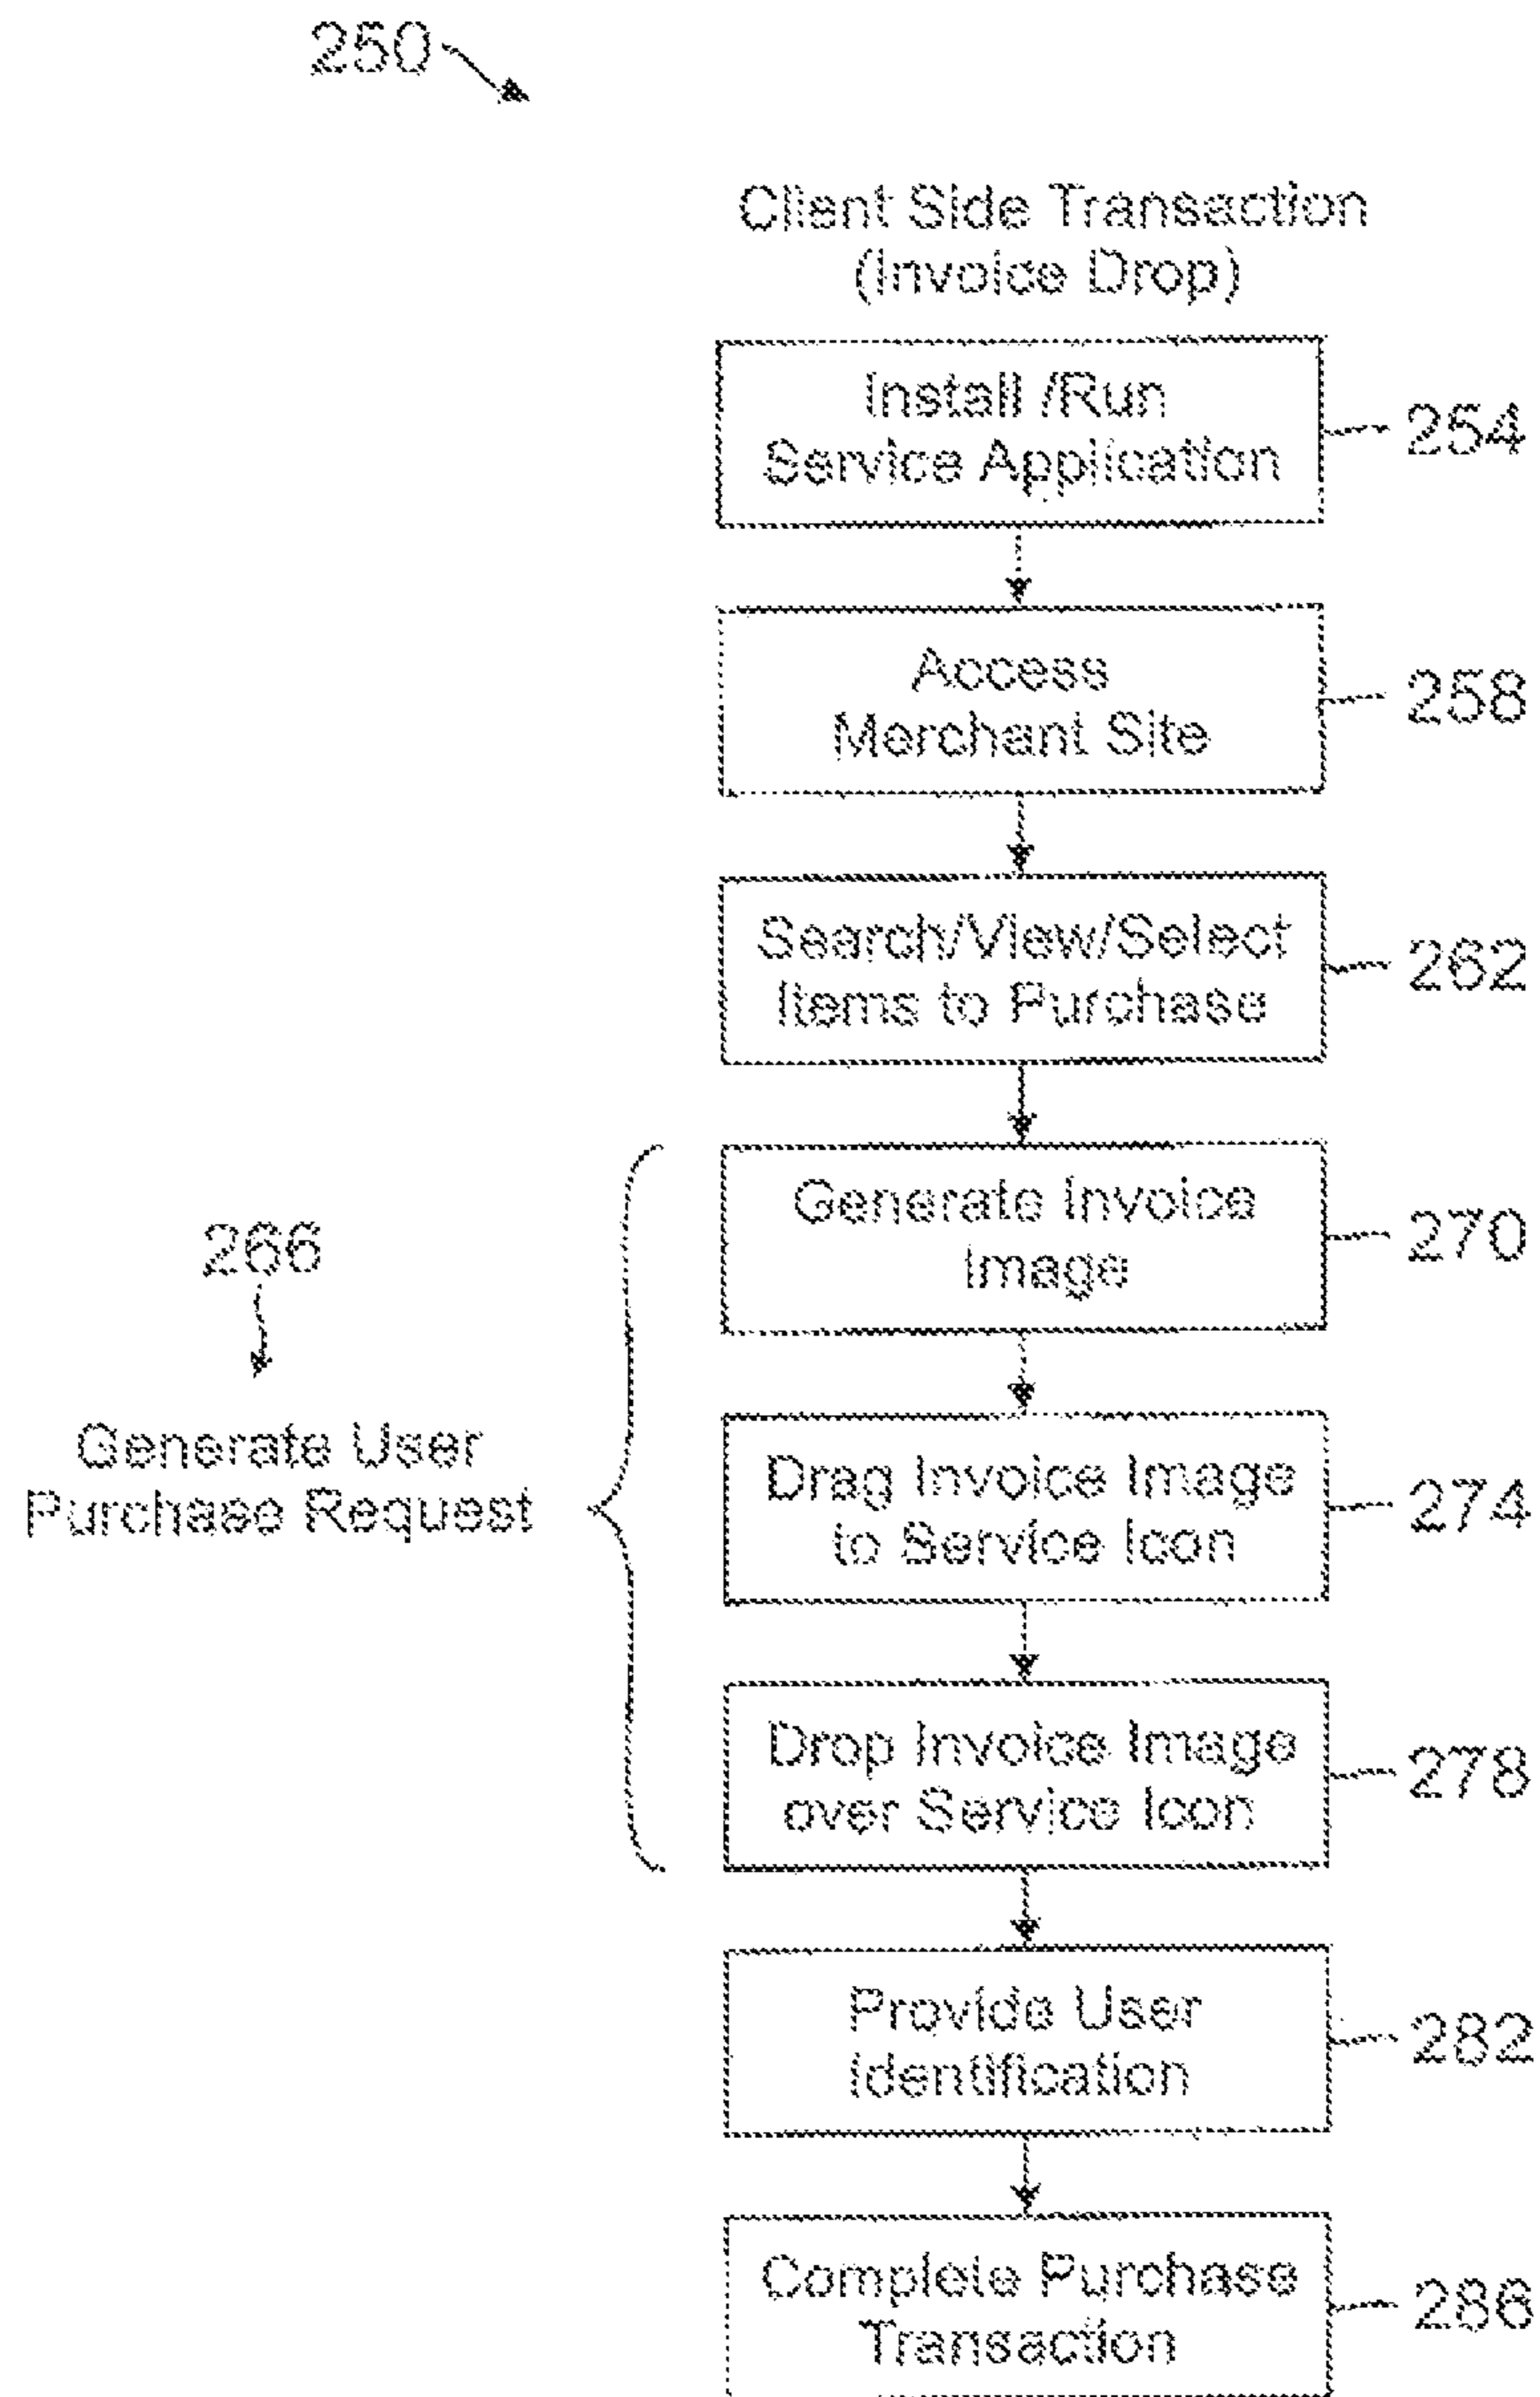 250
Client Side Transaction
(Invoice Drop)
Install /Run
Service Application
254
Access
Merchant Site
258
Search/View/Select
Items to Purchase
262
266
Generate User
Purchase Request
Generate Invoice
Image
270
Drag Invoice Image
to Service Icon
274
Drop Invoice Image
over Service Icon
278
Provide User
Identification
282
Complete Purchase
Transaction
286